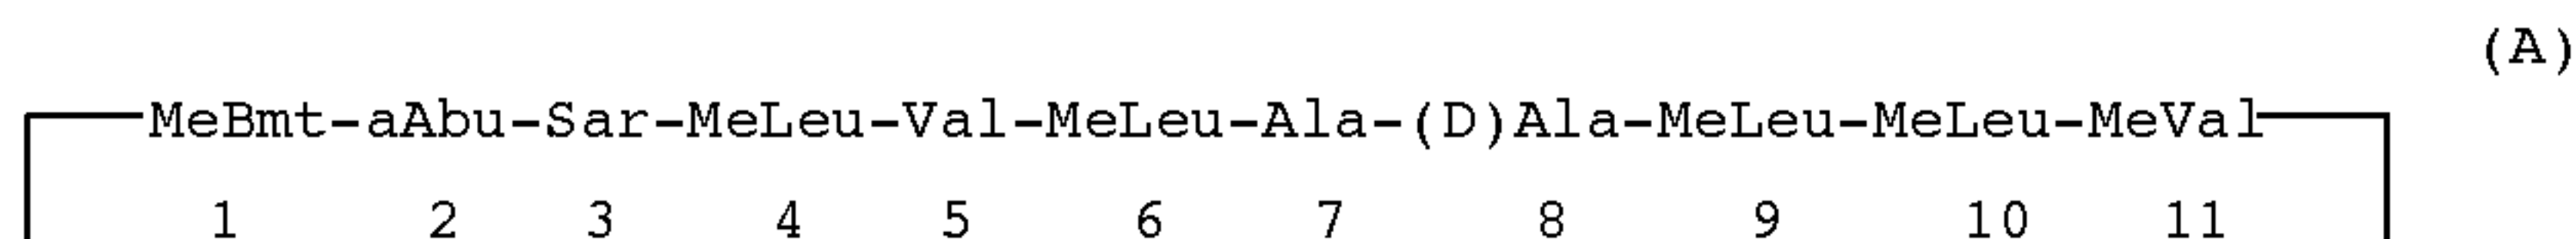 (A)
MeBmt-aAbu-Sar-MeLeu-Val-MeLeu-Ala-(D)Ala-MeLeu-MeLeu-MeVal
1 2 3 4 5 6 7 8 9 10 11